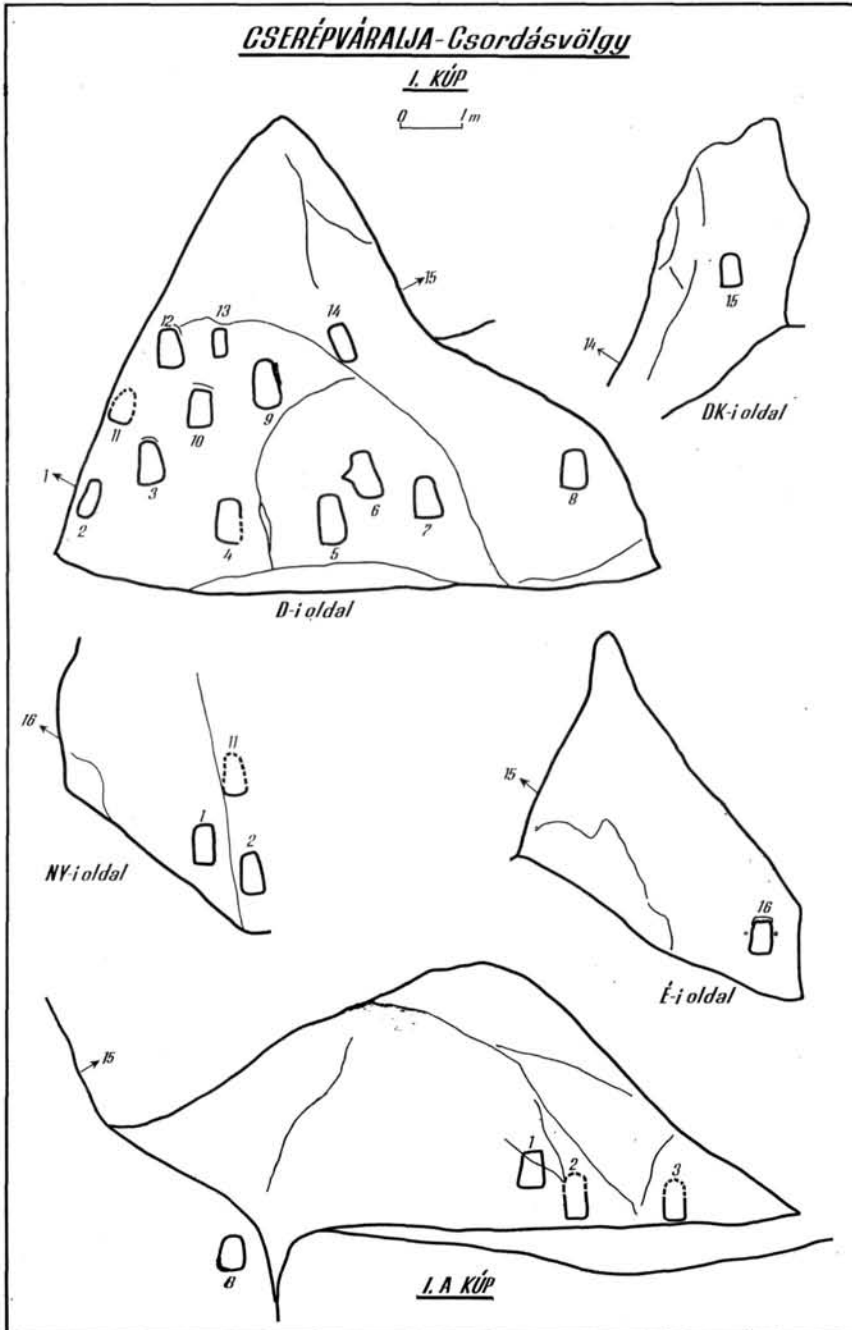 CSERÉPVÁRALJA-Csordásvölgy
I. KÚP
0 1 m
15
12 13 14
15
14
11 10 9
DK-i oldal
1
3
6
8
2
4 5 7
D-i oldal
16
11
15
1
2
NY-i oldal
16
É-i oldal
15
1
2 3
8
I. A KÚP